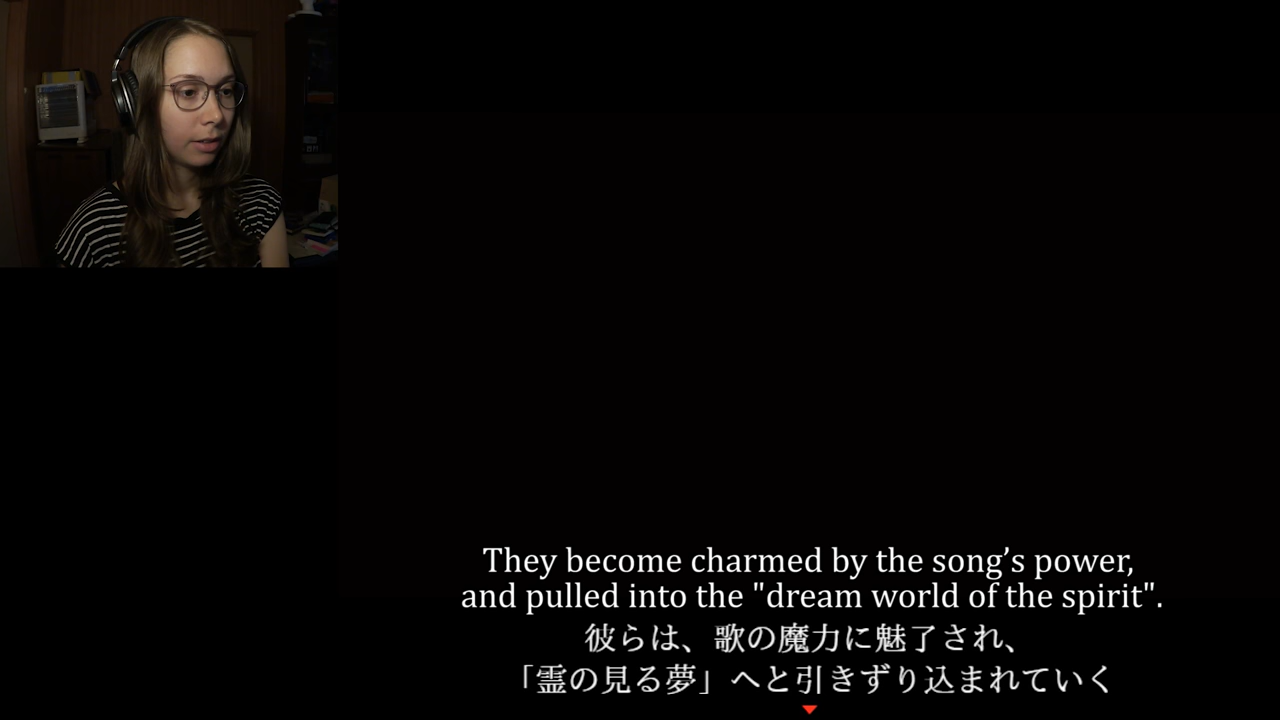 They become charmed by the song’s power,
and pulled into the "dream world of the spirit".
彼らは、歌の魔力に魅了され、
「霊の見る夢」へと引きずり込まれていく